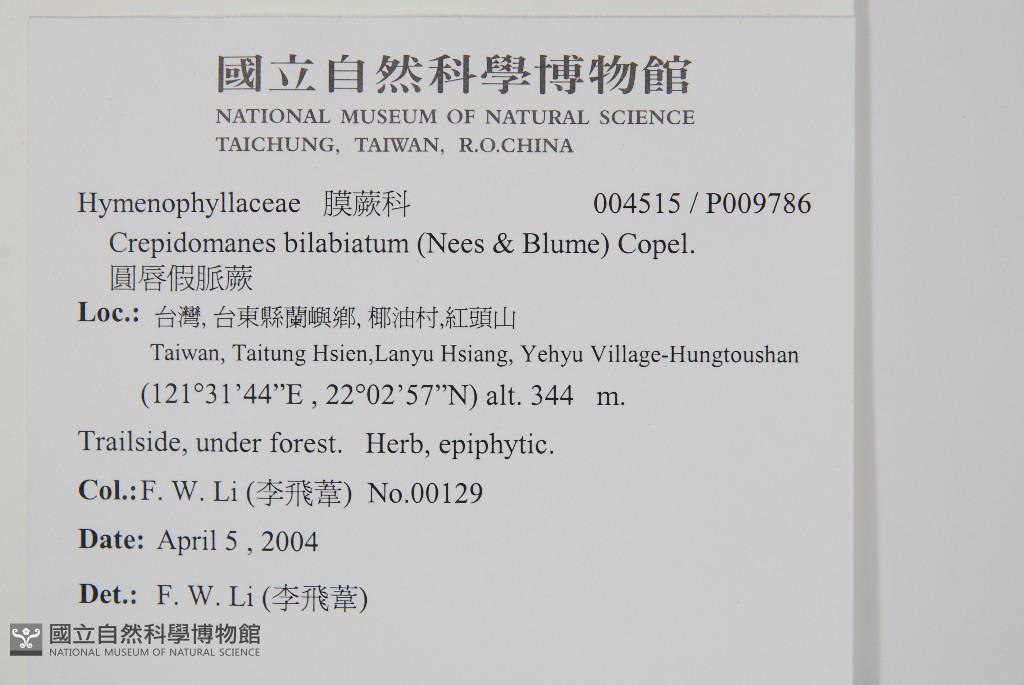 國立自然科學博物館
NATIONAL MUSEUM OF NATURAL SCIENCE
TAICHUNG, TAIWAN, R.O.CHINA
Hymenophyllaceae 膜蕨科 004515 / P009786
Crepidomanes bilabiatum (Nees & Blume) Copel.
圓唇假脈蕨
Loc.: 台灣, 台東縣蘭嶼鄉, 椰油村,紅頭山
Taiwan, Taitung Hsien,Lanyu Hsiang, Yehyu Village-Hungtoushan
(121°31’44”E , 22°02’57”N) alt. 344 m.
Trailside, under forest. Herb, epiphytic.
Col.:F. W. Li (李飛葦) No.00129
Date: April 5 , 2004
Det.: F. W. Li (李飛葦)
國立自然科學博物館
NATIONAL MUSEUM OF NATURAL SCIENCE